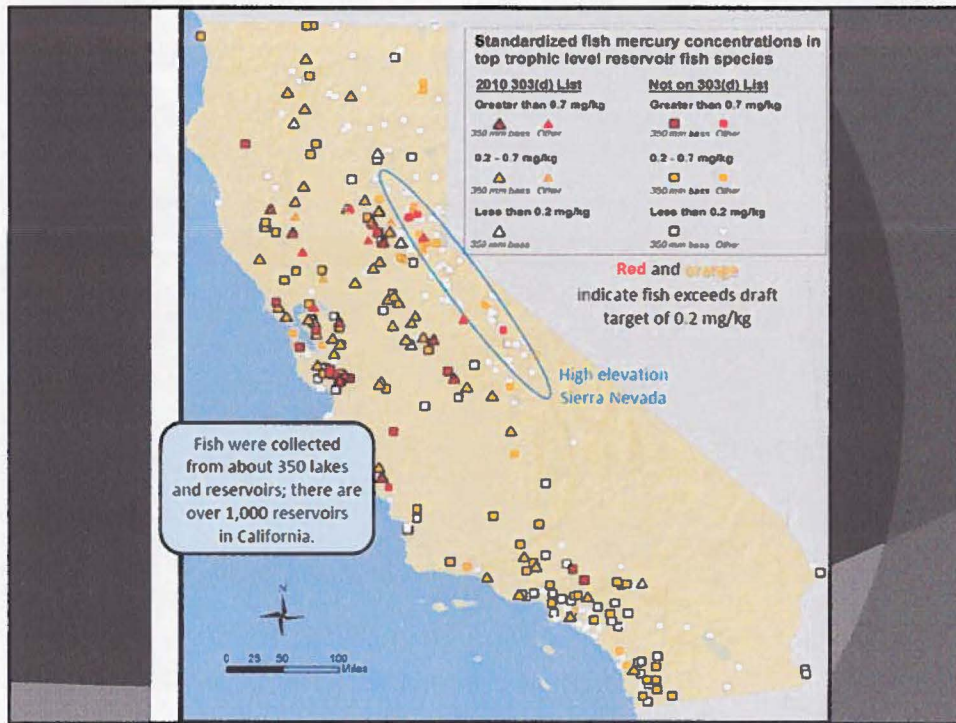 Standardized fish mercury concentrations in
top trophic level reservoir fish species
2010 303(d) List
Not on 303(d) List
Greater than 0.7 mg/kg
Greater than 0.7 mg/kg
350 mm bass Other
350 mm bass Other
0.2 - 0.7 mg/kg
0.2 - 0.7 mg/kg
350 mm bass Other
350 mm bass Other
Less than 0.2 mg/kg
Less than 0.2 mg/kg
350 mm bass
350 mm bass Other
Red and orange
indicate fish exceeds draft
target of 0.2 mg/kg
High elevation
Sierra Nevada
Fish were collected
from about 350 lakes
and reservoirs; there are
over 1,000 reservoirs
in California.
N
0 25 50 100
Miles